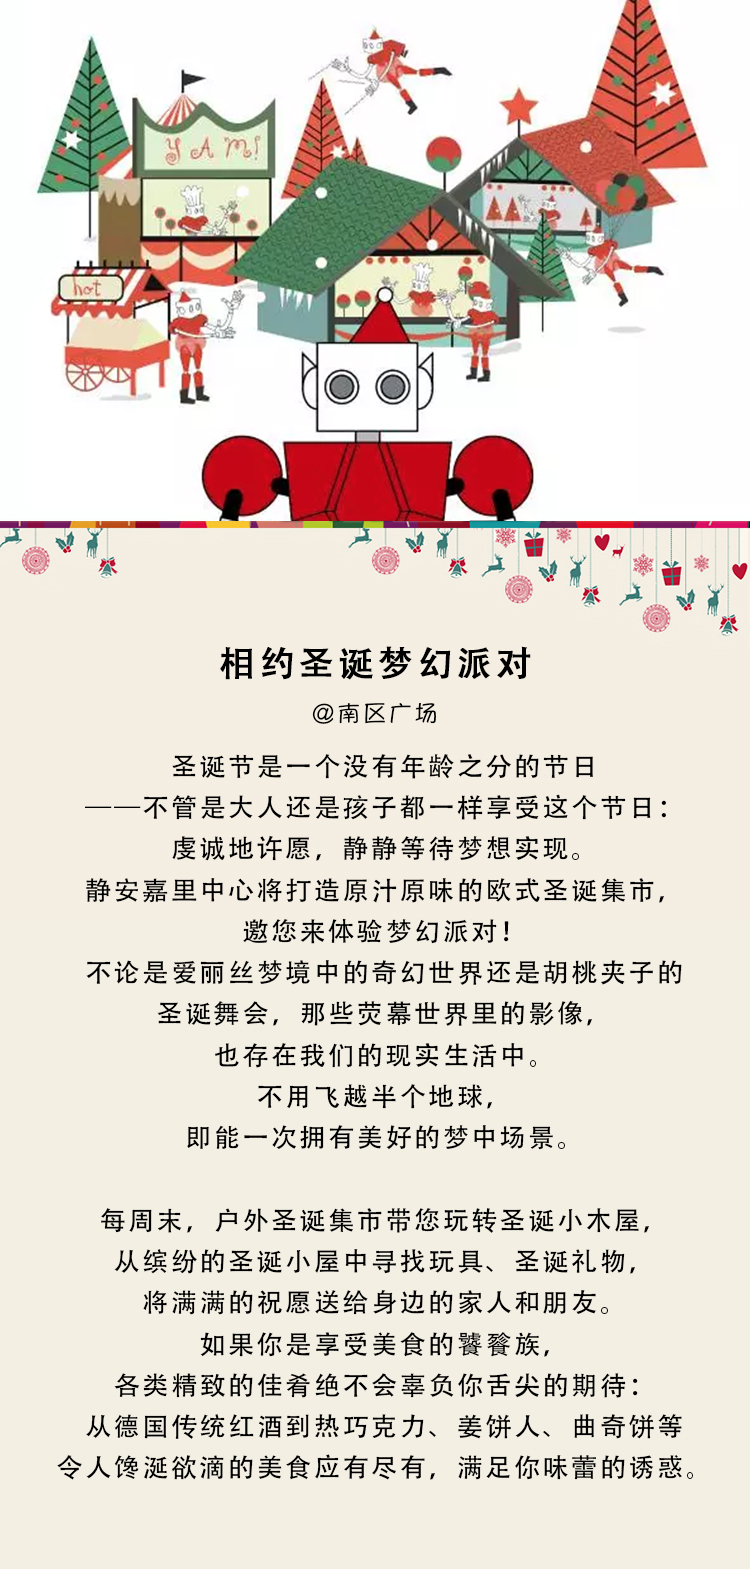 YAM!
hot
相约圣诞梦幻派对
@南区广场
圣诞节是一个没有年龄之分的节日
——不管是大人还是孩子都一样享受这个节日：
虔诚地许愿，静静等待梦想实现。
静安嘉里中心将打造原汁原味的欧式圣诞集市，
邀您来体验梦幻派对！
不论是爱丽丝梦境中的奇幻世界还是胡桃夹子的
圣诞舞会，那些荧幕世界里的影像，
也存在我们的现实生活中。
不用飞越半个地球，
即能一次拥有美好的梦中场景。
每周末，户外圣诞集市带您玩转圣诞小木屋，
从缤纷的圣诞小屋中寻找玩具、圣诞礼物，
将满满的祝愿送给身边的家人和朋友。
如果你是享受美食的饕餮族，
各类精致的佳肴绝不会辜负你舌尖的期待：
从德国传统红酒到热巧克力、姜饼人、曲奇饼等
令人馋涎欲滴的美食应有尽有，满足你味蕾的诱惑。